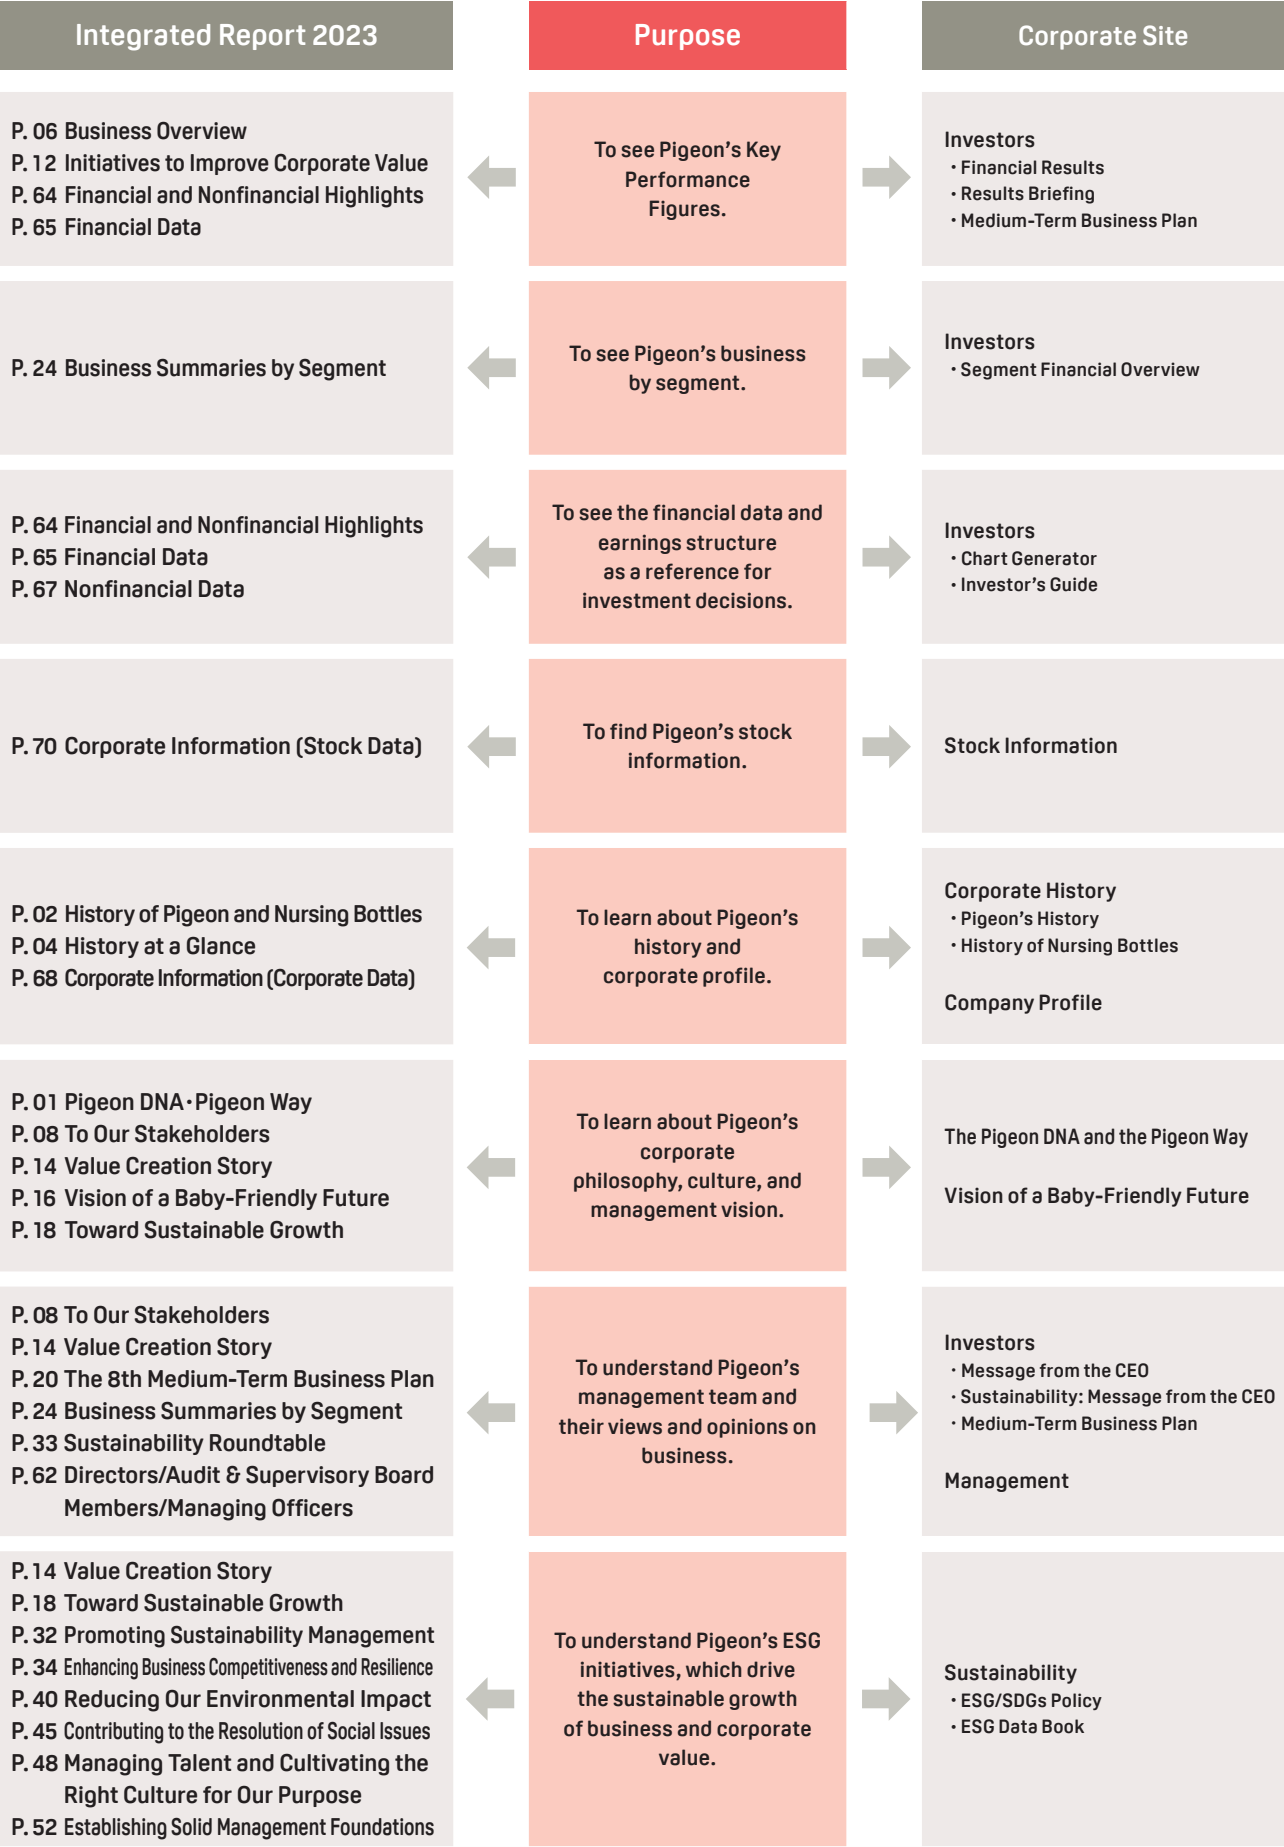 Integrated Report 2023
Purpose
Corporate Site
P. 06 Business Overview
P. 12 Initiatives to Improve Corporate Value
P. 64 Financial and Nonfinancial Highlights
P. 65 Financial Data
To see Pigeon's Key
Performance
Figures.
Investors
・Financial Results
・Results Briefing
・Medium-Term Business Plan
P. 24 Business Summaries by Segment
To see Pigeon's business
by segment.
Investors
・Segment Financial Overview
P. 64 Financial and Nonfinancial Highlights
P. 65 Financial Data
P. 67 Nonfinancial Data
To see the financial data and
earnings structure
as a reference for
investment decisions.
Investors
・Chart Generator
・Investor's Guide
P. 70 Corporate Information (Stock Data)
To find Pigeon's stock
information.
Stock Information
P. 02 History of Pigeon and Nursing Bottles
P. 04 History at a Glance
P. 68 Corporate Information (Corporate Data)
To learn about Pigeon's
history and
corporate profile.
Corporate History
・Pigeon's History
・History of Nursing Bottles
Company Profile
P. 01 Pigeon DNA・Pigeon Way
P. 08 To Our Stakeholders
P. 14 Value Creation Story
P. 16 Vision of a Baby-Friendly Future
P. 18 Toward Sustainable Growth
To learn about Pigeon's
corporate
philosophy, culture, and
management vision.
The Pigeon DNA and the Pigeon Way
Vision of a Baby-Friendly Future
P. 08 To Our Stakeholders
P. 14 Value Creation Story
P. 20 The 8th Medium-Term Business Plan
P. 24 Business Summaries by Segment
P. 33 Sustainability Roundtable
P. 62 Directors/Audit & Supervisory Board
Members/Managing Officers
To understand Pigeon's
management team and
their views and opinions on
business.
Investors
・Message from the CEO
・Sustainability: Message from the CEO
・Medium-Term Business Plan
Management
P. 14 Value Creation Story
P. 18 Toward Sustainable Growth
P. 32 Promoting Sustainability Management
P. 34 Enhancing Business Competitiveness and Resilience
P. 40 Reducing Our Environmental Impact
P. 45 Contributing to the Resolution of Social Issues
P. 48 Managing Talent and Cultivating the
Right Culture for Our Purpose
P. 52 Establishing Solid Management Foundations
To understand Pigeon's ESG
initiatives, which drive
the sustainable growth
of business and corporate
value.
Sustainability
・ESG/SDGs Policy
・ESG Data Book